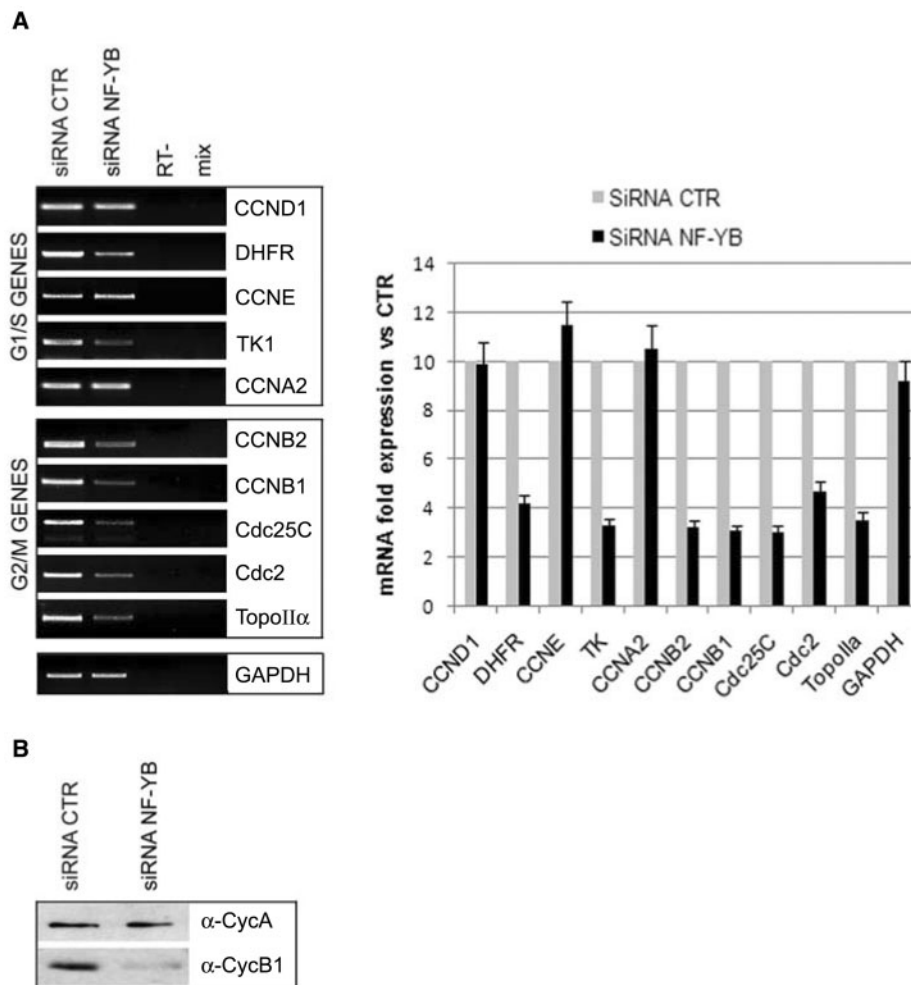 A
siRNA CTR
siRNA NF-YB
RT-
mix
G1/S GENES
CCND1
DHFR
CCNE
TK1
CCNA2
G2/M GENES
CCNB2
CCNB1
Cdc25C
Cdc2
TopoIIα
GAPDH
SiRNA CTR
SiRNA NF-YB
mRNA fold expression vs CTR
14
12
10
8
6
4
2
0
CCND1
DHFR
CCNE
TK
CCNA2
CCNB2
CCNB1
Cdc25C
Cdc2
TopoIIa
GAPDH
B
siRNA CTR
siRNA NF-YB
α-CycA
α-CycB1